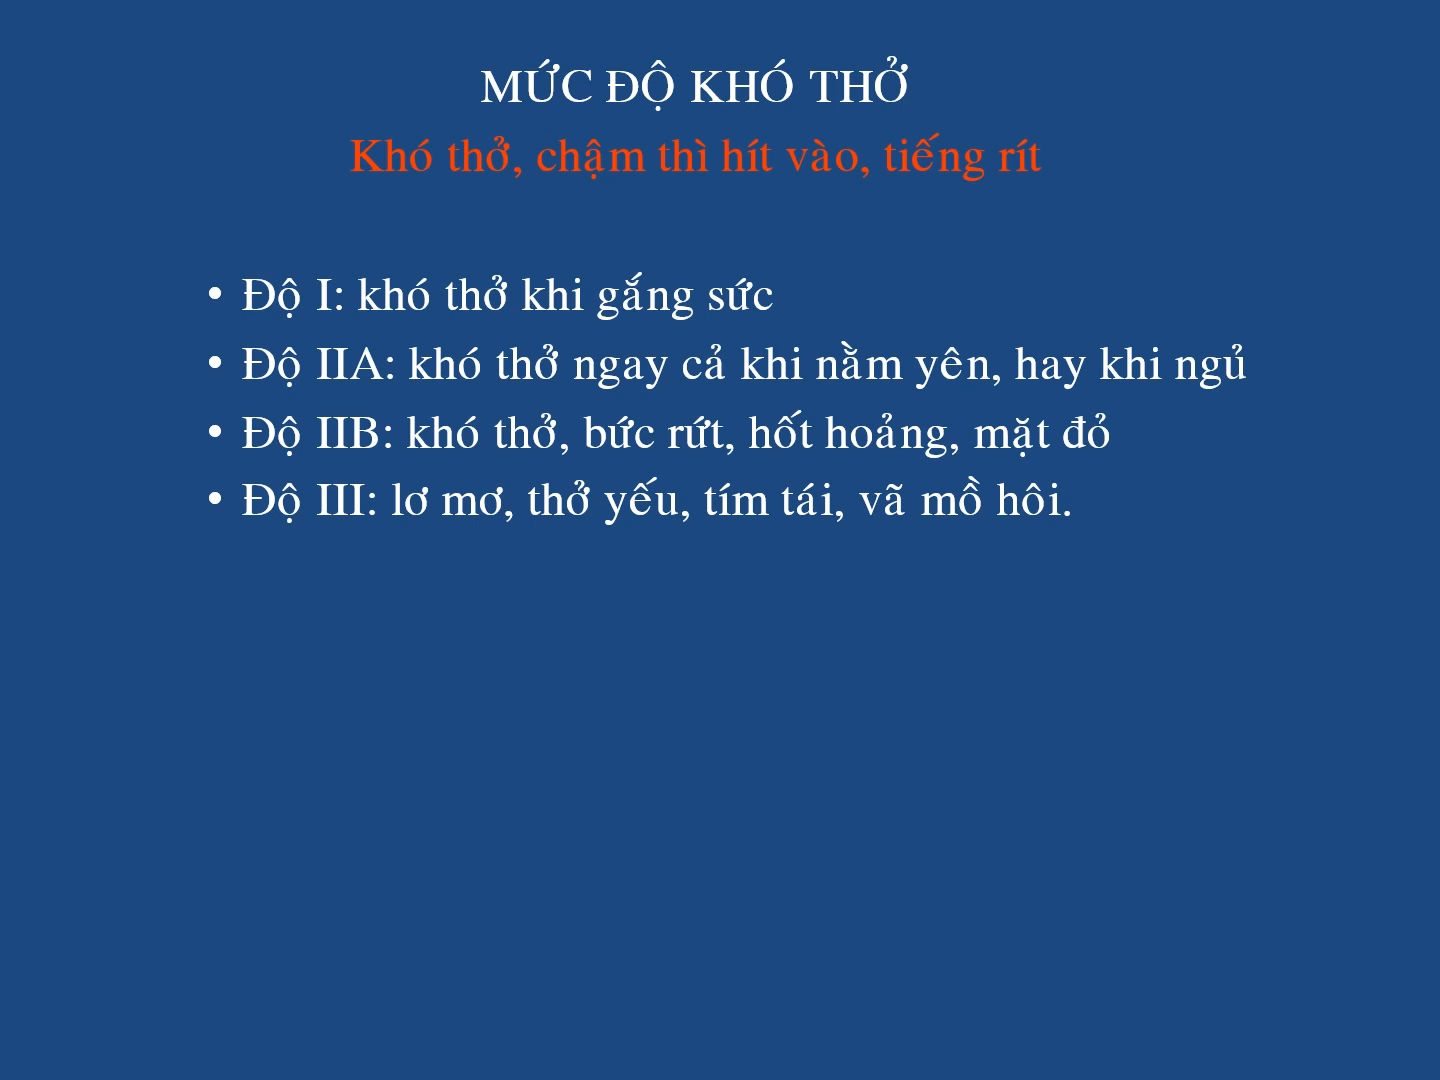 MỨC ĐỘ KHÓ THỞ
Khó thở, chậm thì hít vào, tiếng rít
• Độ I: khó thở khi gắng sức
• Độ IIA: khó thở ngay cả khi nằm yên, hay khi ngủ
• Độ IIB: khó thở, bức rứt, hốt hoảng, mặt đỏ
• Độ III: lơ mơ, thở yếu, tím tái, vã mồ hôi.